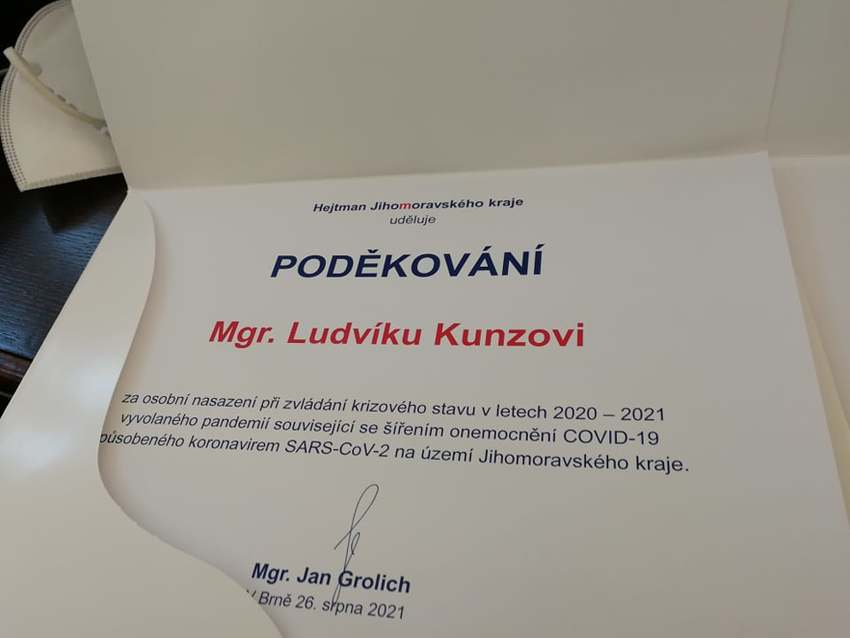 Hejtman Jihomoravského kraje
uděluje
PODĚKOVÁNÍ
Mgr. Ludvíku Kunzovi
za osobní nasazení při zvládání krizového stavu v letech 2020 – 2021
vyvolaného pandemií související se šířením onemocnění COVID-19
působeného koronavirem SARS-CoV-2 na území Jihomoravského kraje.
Mgr. Jan Grolich
V Brně 26. srpna 2021